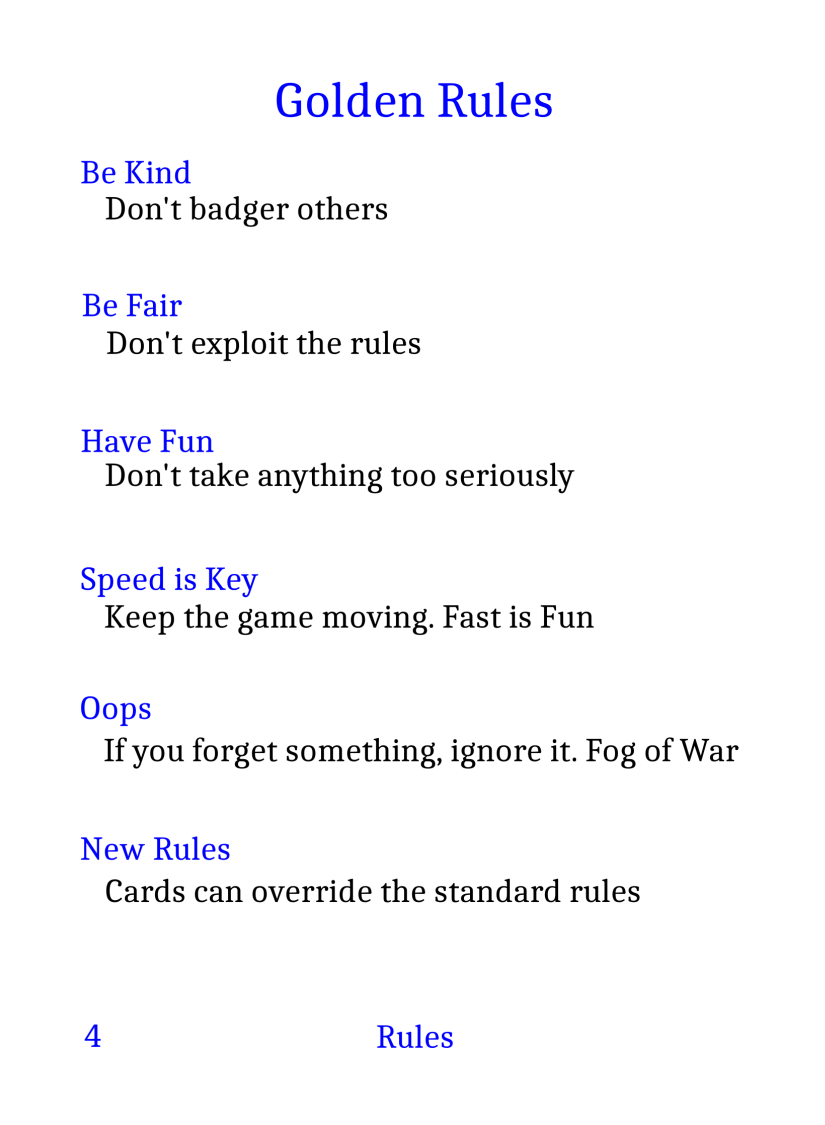 Golden Rules
Be Kind
Don't badger others
Be Fair
Don't exploit the rules
Have Fun
Don't take anything too seriously
Speed is Key
Keep the game moving. Fast is Fun
Oops
If you forget something, ignore it. Fog of War
New Rules
Cards can override the standard rules
4 Rules